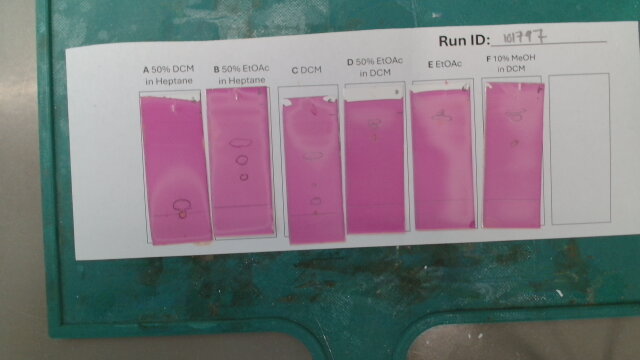 Run ID: 101797
A 50% DCM
in Heptane
B 50% EtOAc
in Heptane
C DCM
D 50% EtOAc
in DCM
E EtOAc
F 10% MeOH
in DCM